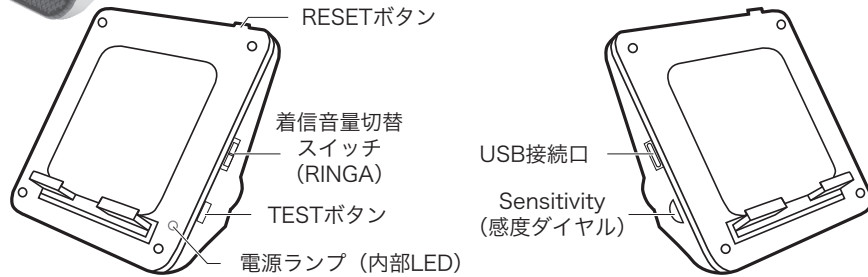 RESETボタン
着信音量切替
スイッチ
（RINGA）
TESTボタン
電源ランプ（内部LED）
USB接続口
Sensitivity
（感度ダイヤル）